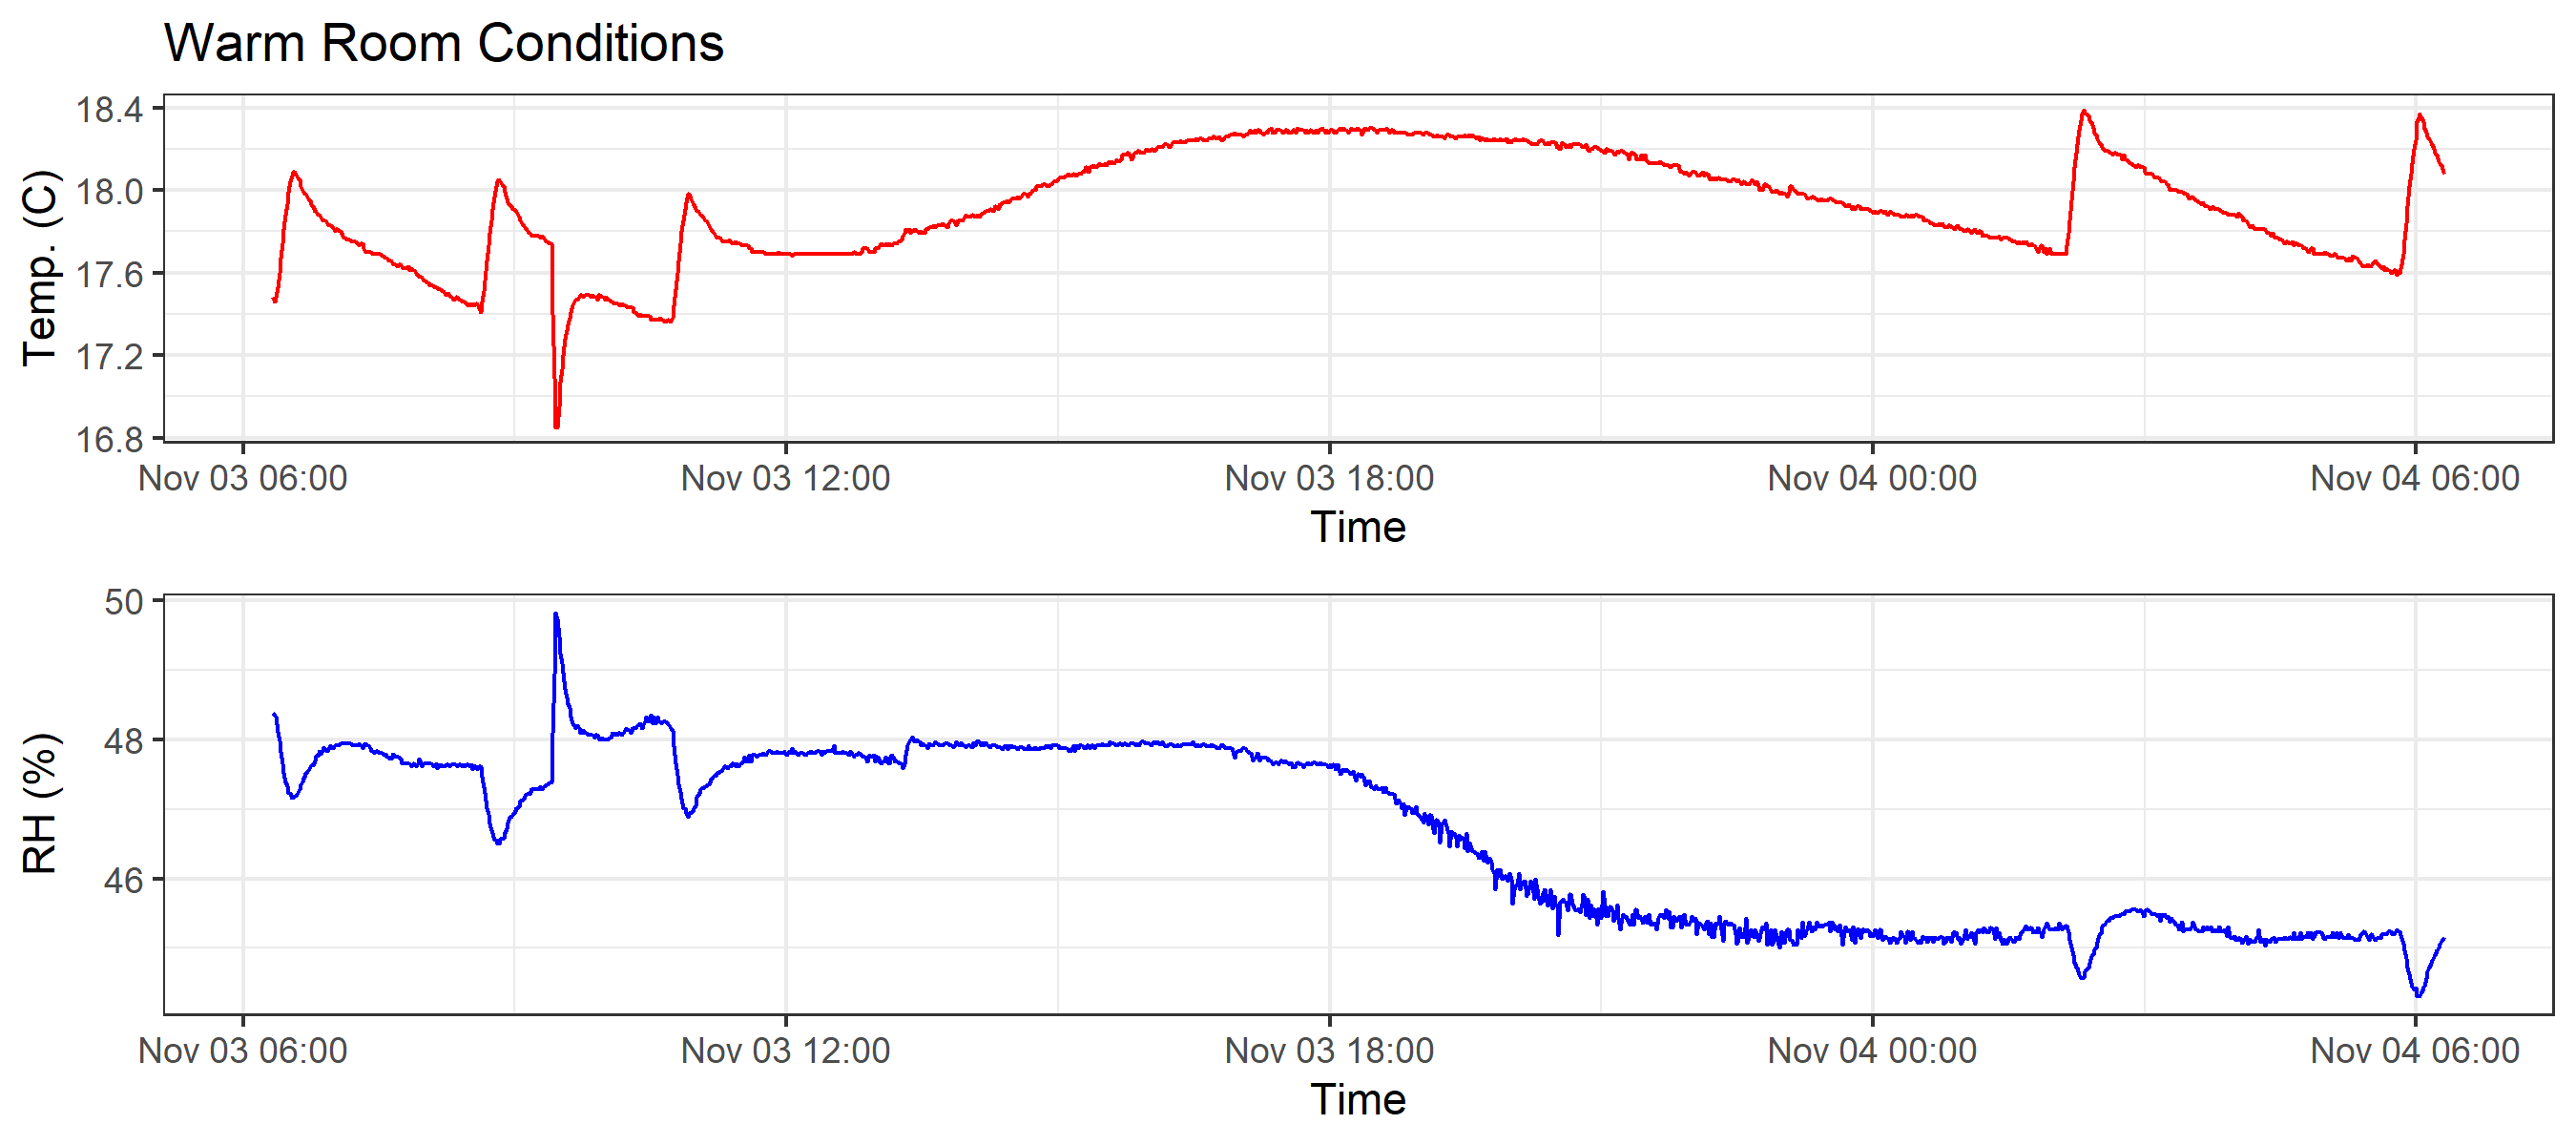 Warm Room Conditions
Temp. (C)
18.4
18.0
17.6
17.2
16.8
Nov 03 06:00 Nov 03 12:00 Nov 03 18:00 Nov 04 00:00 Nov 04 06:00
Time
RH (%)
50
48
46
Nov 03 06:00 Nov 03 12:00 Nov 03 18:00 Nov 04 00:00 Nov 04 06:00
Time